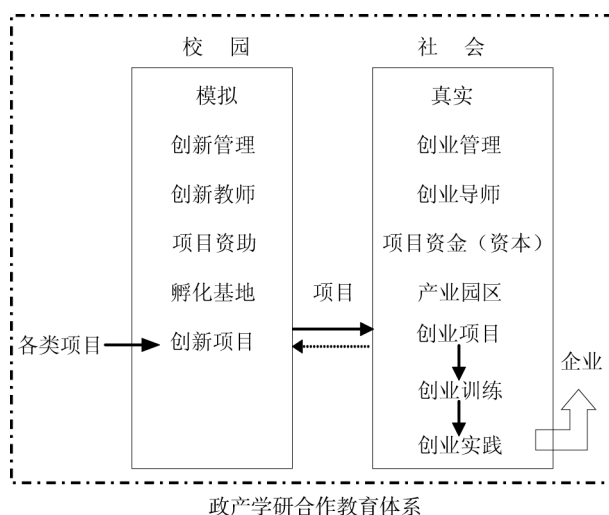 校 园
社 会
模拟
创新管理
创新教师
项目资助
孵化基地
创新项目
各类项目
项目
真实
创业管理
创业导师
项目资金（资本）
产业园区
创业项目
创业训练
创业实践
企业
政产学研合作教育体系